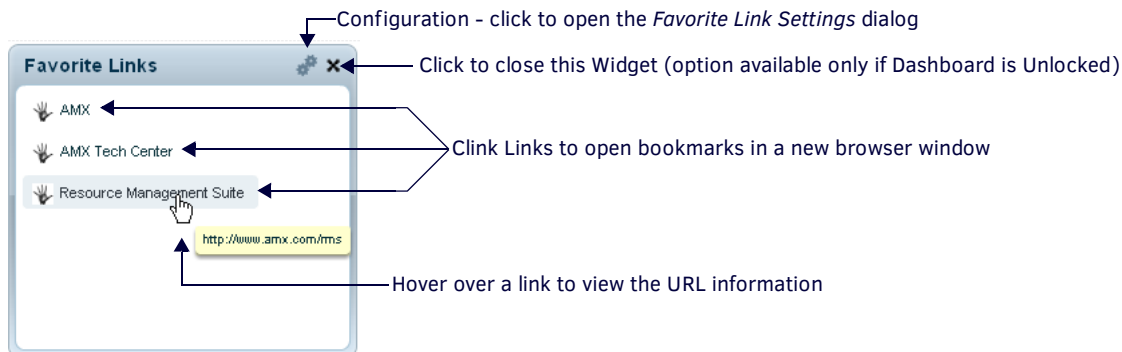 Configuration - click to open the Favorite Link Settings dialog
Favorite Links
Click to close this Widget (option available only if Dashboard is Unlocked)
AMX
AMX Tech Center
Clink Links to open bookmarks in a new browser window
Resource Management Suite
http://www.amx.com/rms
Hover over a link to view the URL information